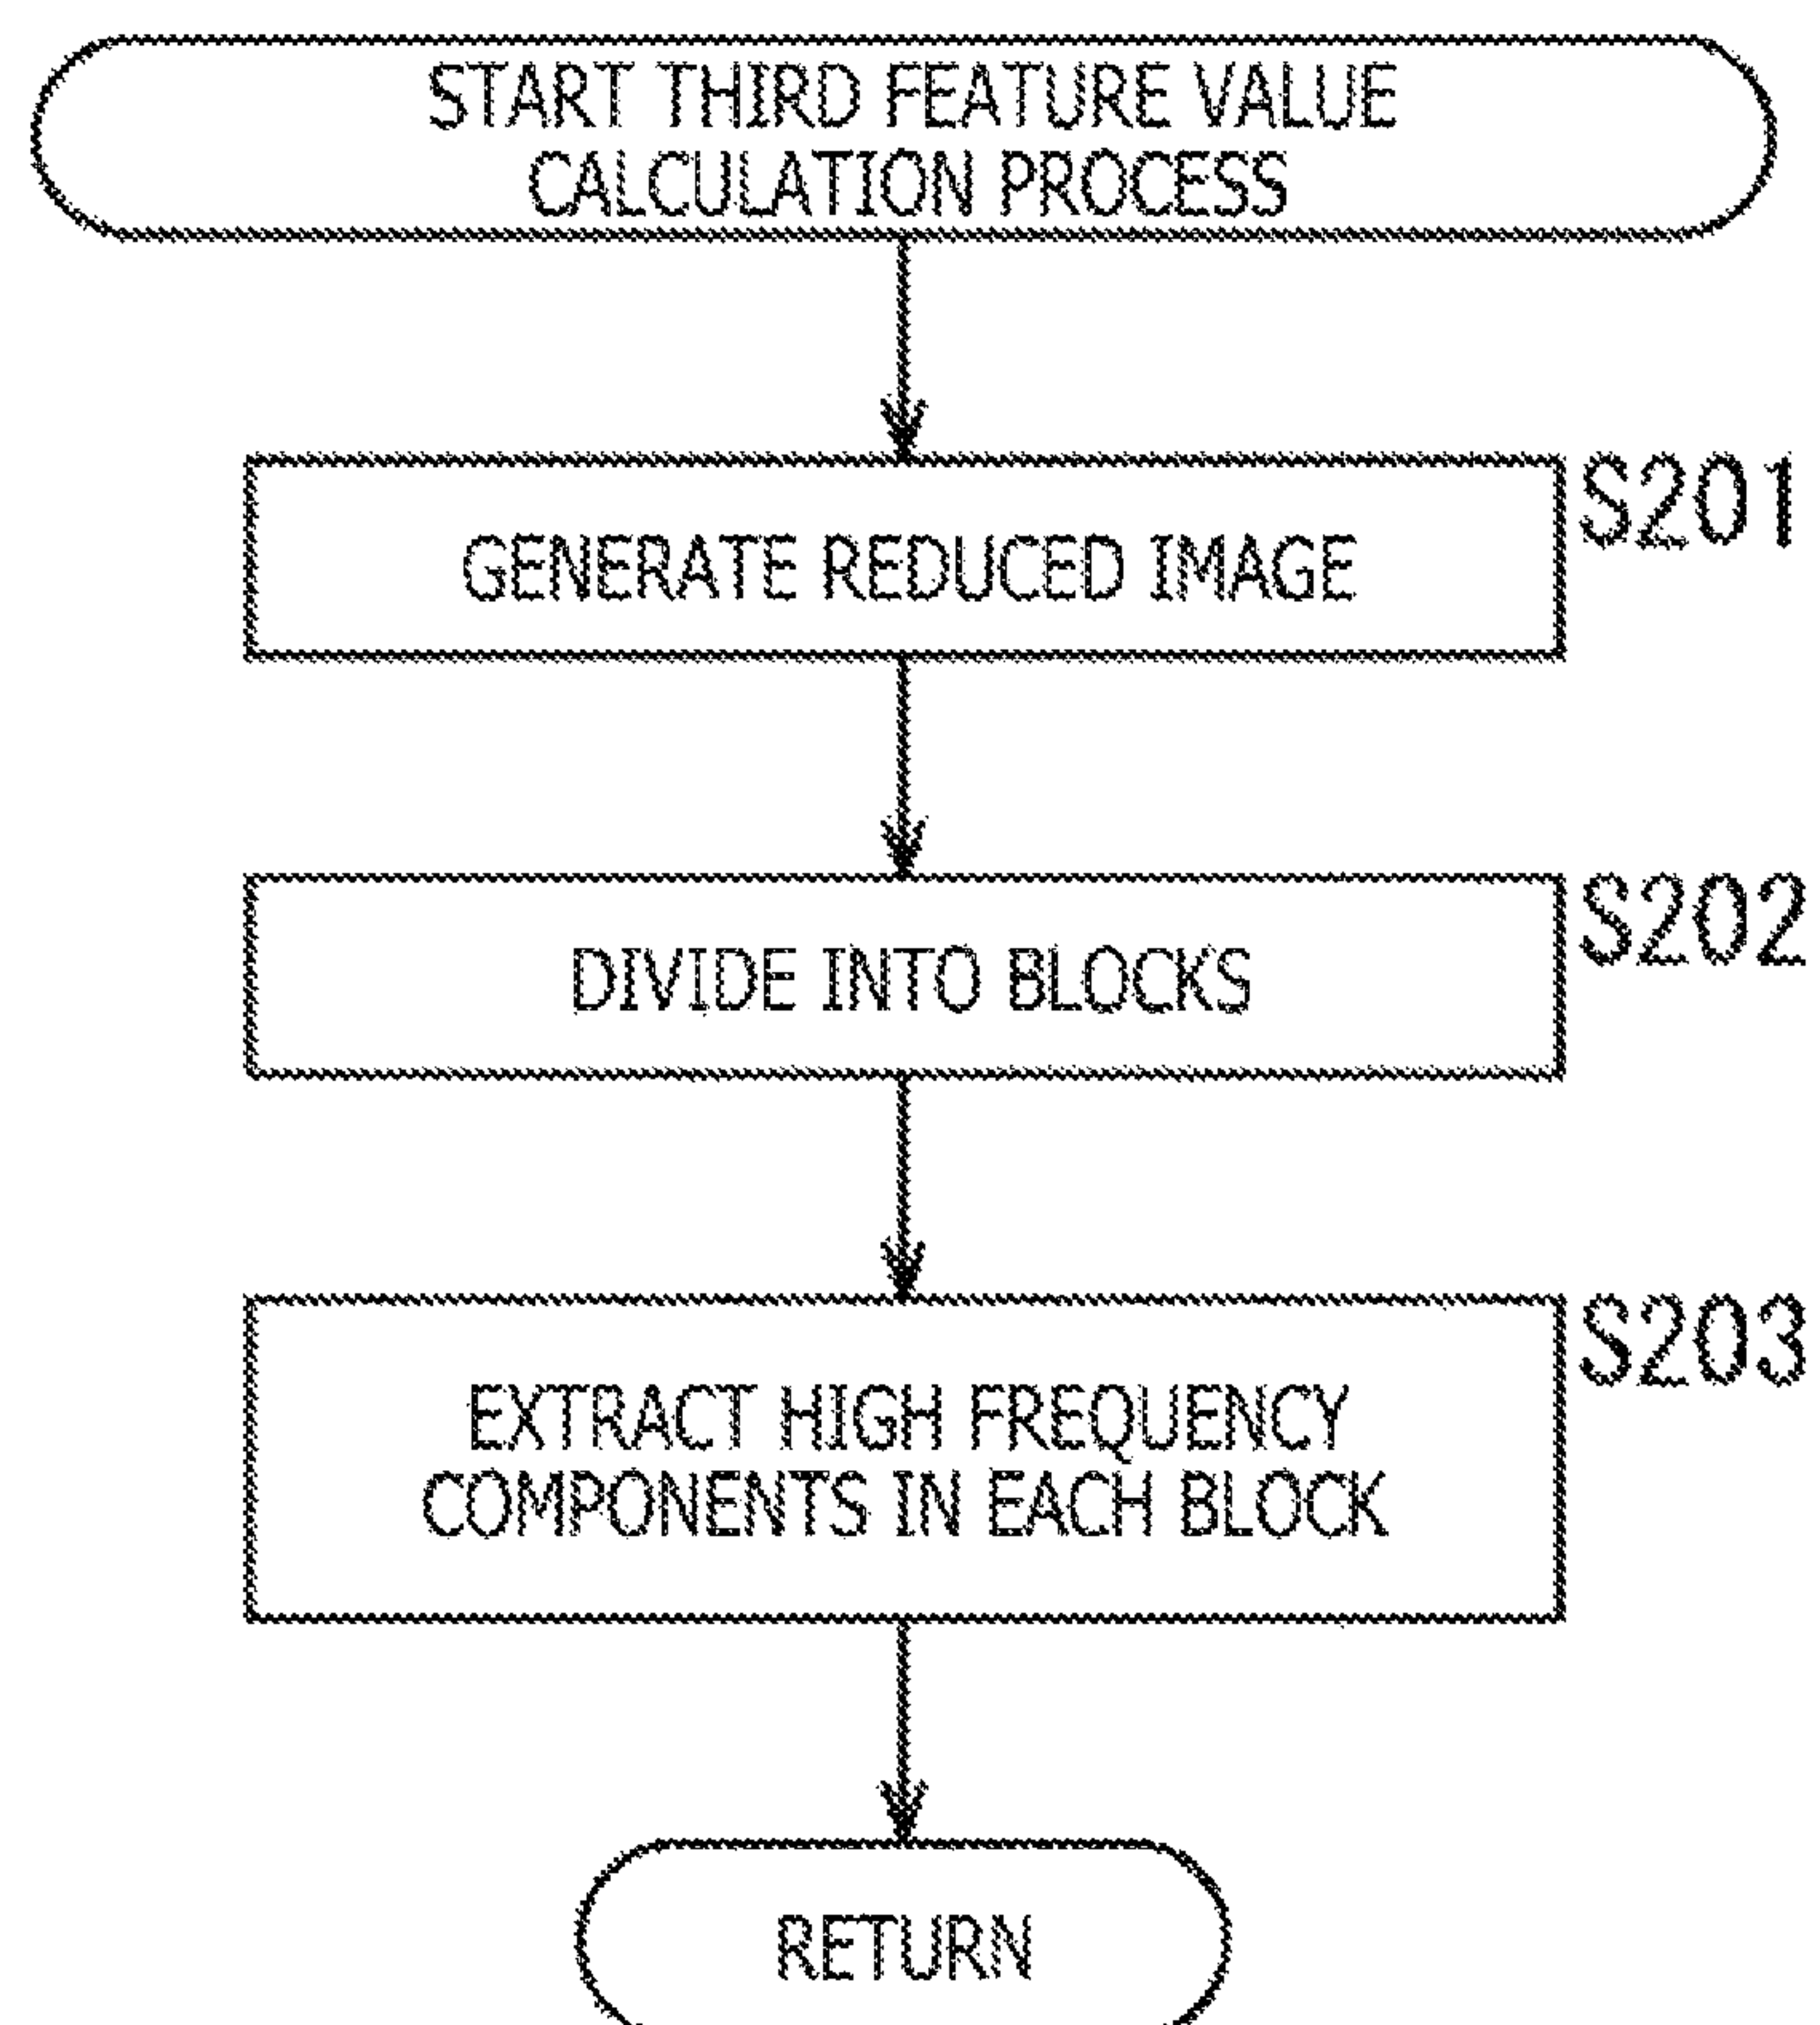 START THIRD FEATURE VALUE
CALCULATION PROCESS
S201
GENERATE REDUCED IMAGE
S202
DIVIDE INTO BLOCKS
S203
EXTRACT HIGH FREQUENCY
COMPONENTS IN EACH BLOCK
RETURN